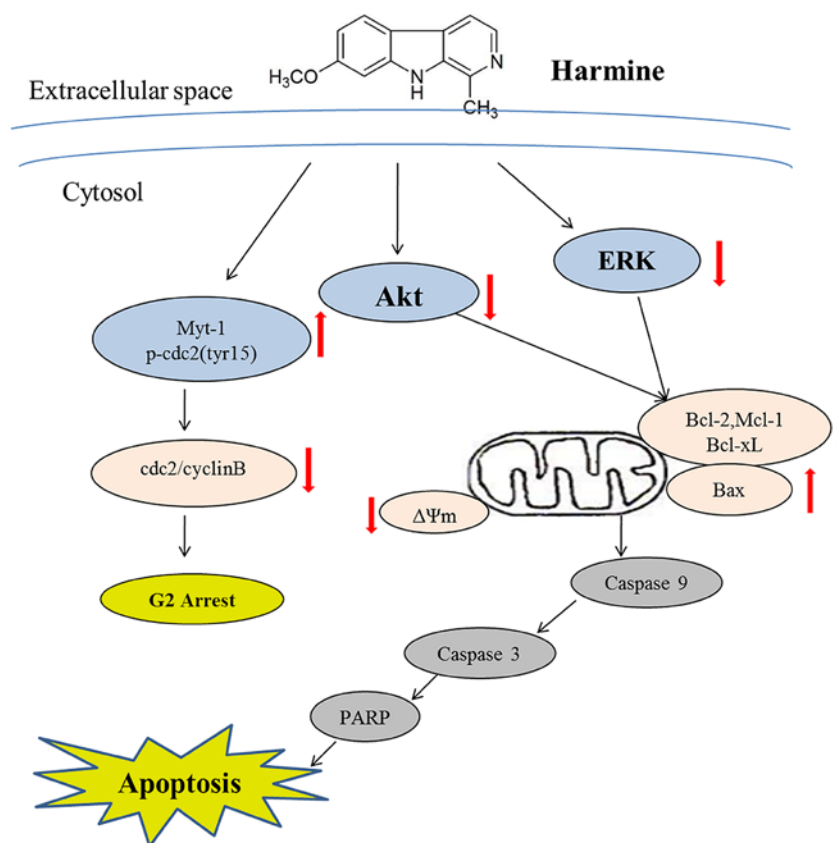 H₃CO
N
H
N
CH₃
Harmine
Extracellular space
Cytosol
ERK
Akt
Myt-1
p-cdc2(tyr15)
Bcl-2,Mcl-1
Bcl-xL
cdc2/cyclinB
Bax
ΔΨm
G2 Arrest
Caspase 9
Caspase 3
PARP
Apoptosis